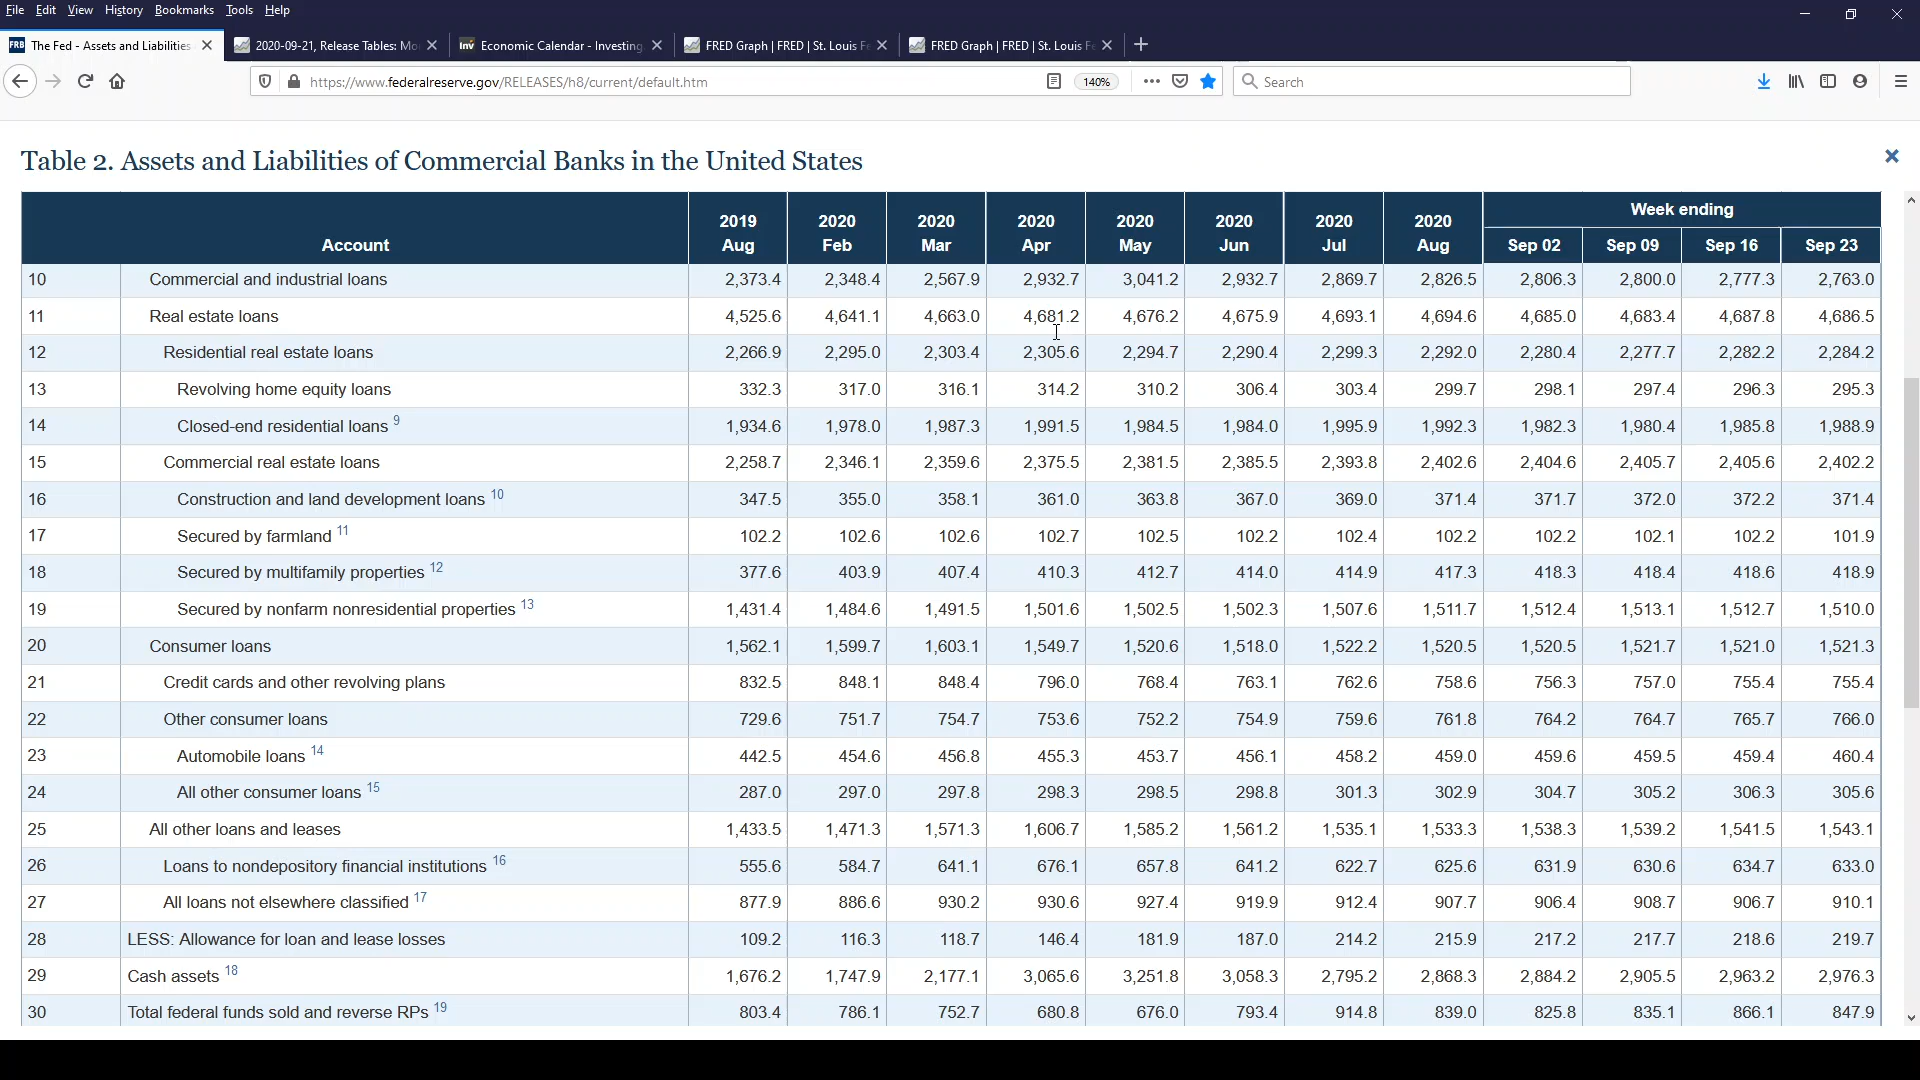 File Edit View History Bookmarks Tools Help
FRB The Fed - Assets and Liabilities
2020-09-21, Release Tables: Mo
Inv Economic Calendar - Investing
FRED Graph | FRED | St. Louis Fe
FRED Graph | FRED | St. Louis Fe
https://www.federalreserve.gov/RELEASES/h8/current/default.htm 140% Search
Table 2. Assets and Liabilities of Commercial Banks in the United States
Account 2019 Aug 2020 Feb 2020 Mar 2020 Apr 2020 May 2020 Jun 2020 Jul 2020 Aug Week ending Sep 02 Sep 09 Sep 16 Sep 23
10 Commercial and industrial loans 2,373.4 2,348.4 2,567.9 2,932.7 3,041.2 2,932.7 2,869.7 2,826.5 2,806.3 2,800.0 2,777.3 2,763.0
11 Real estate loans 4,525.6 4,641.1 4,663.0 4,681.2 4,676.2 4,675.9 4,693.1 4,694.6 4,685.0 4,683.4 4,687.8 4,686.5
12 Residential real estate loans 2,266.9 2,295.0 2,303.4 2,305.6 2,294.7 2,290.4 2,299.3 2,292.0 2,280.4 2,277.7 2,282.2 2,284.2
13 Revolving home equity loans 332.3 317.0 316.1 314.2 310.2 306.4 303.4 299.7 298.1 297.4 296.3 295.3
14 Closed-end residential loans 9 1,934.6 1,978.0 1,987.3 1,991.5 1,984.5 1,984.0 1,995.9 1,992.3 1,982.3 1,980.4 1,985.8 1,988.9
15 Commercial real estate loans 2,258.7 2,346.1 2,359.6 2,375.5 2,381.5 2,385.5 2,393.8 2,402.6 2,404.6 2,405.7 2,405.6 2,402.2
16 Construction and land development loans 10 347.5 355.0 358.1 361.0 363.8 367.0 369.0 371.4 371.7 372.0 372.2 371.4
17 Secured by farmland 11 102.2 102.6 102.6 102.7 102.5 102.2 102.4 102.2 102.2 102.1 102.2 101.9
18 Secured by multifamily properties 12 377.6 403.9 407.4 410.3 412.7 414.0 414.9 417.3 418.3 418.4 418.6 418.9
19 Secured by nonfarm nonresidential properties 13 1,431.4 1,484.6 1,491.5 1,501.6 1,502.5 1,502.3 1,507.6 1,511.7 1,512.4 1,513.1 1,512.7 1,510.0
20 Consumer loans 1,562.1 1,599.7 1,603.1 1,549.7 1,520.6 1,518.0 1,522.2 1,520.5 1,520.5 1,521.7 1,521.0 1,521.3
21 Credit cards and other revolving plans 832.5 848.1 848.4 796.0 768.4 763.1 762.6 758.6 756.3 757.0 755.4 755.4
22 Other consumer loans 729.6 751.7 754.7 753.6 752.2 754.9 759.6 761.8 764.2 764.7 765.7 766.0
23 Automobile loans 14 442.5 454.6 456.8 455.3 453.7 456.1 458.2 459.0 459.6 459.5 459.4 460.4
24 All other consumer loans 15 287.0 297.0 297.8 298.3 298.5 298.8 301.3 302.9 304.7 305.2 306.3 305.6
25 All other loans and leases 1,433.5 1,471.3 1,571.3 1,606.7 1,585.2 1,561.2 1,535.1 1,533.3 1,538.3 1,539.2 1,541.5 1,543.1
26 Loans to nondepository financial institutions 16 555.6 584.7 641.1 676.1 657.8 641.2 622.7 625.6 631.9 630.6 634.7 633.0
27 All loans not elsewhere classified 17 877.9 886.6 930.2 930.6 927.4 919.9 912.4 907.7 906.4 908.7 906.7 910.1
28 LESS: Allowance for loan and lease losses 109.2 116.3 118.7 146.4 181.9 187.0 214.2 215.9 217.2 217.7 218.6 219.7
29 Cash assets 18 1,676.2 1,747.9 2,177.1 3,065.6 3,251.8 3,058.3 2,795.2 2,868.3 2,884.2 2,905.5 2,963.2 2,976.3
30 Total federal funds sold and reverse RPs 19 803.4 786.1 752.7 680.8 676.0 793.4 914.8 839.0 825.8 835.1 866.1 847.9